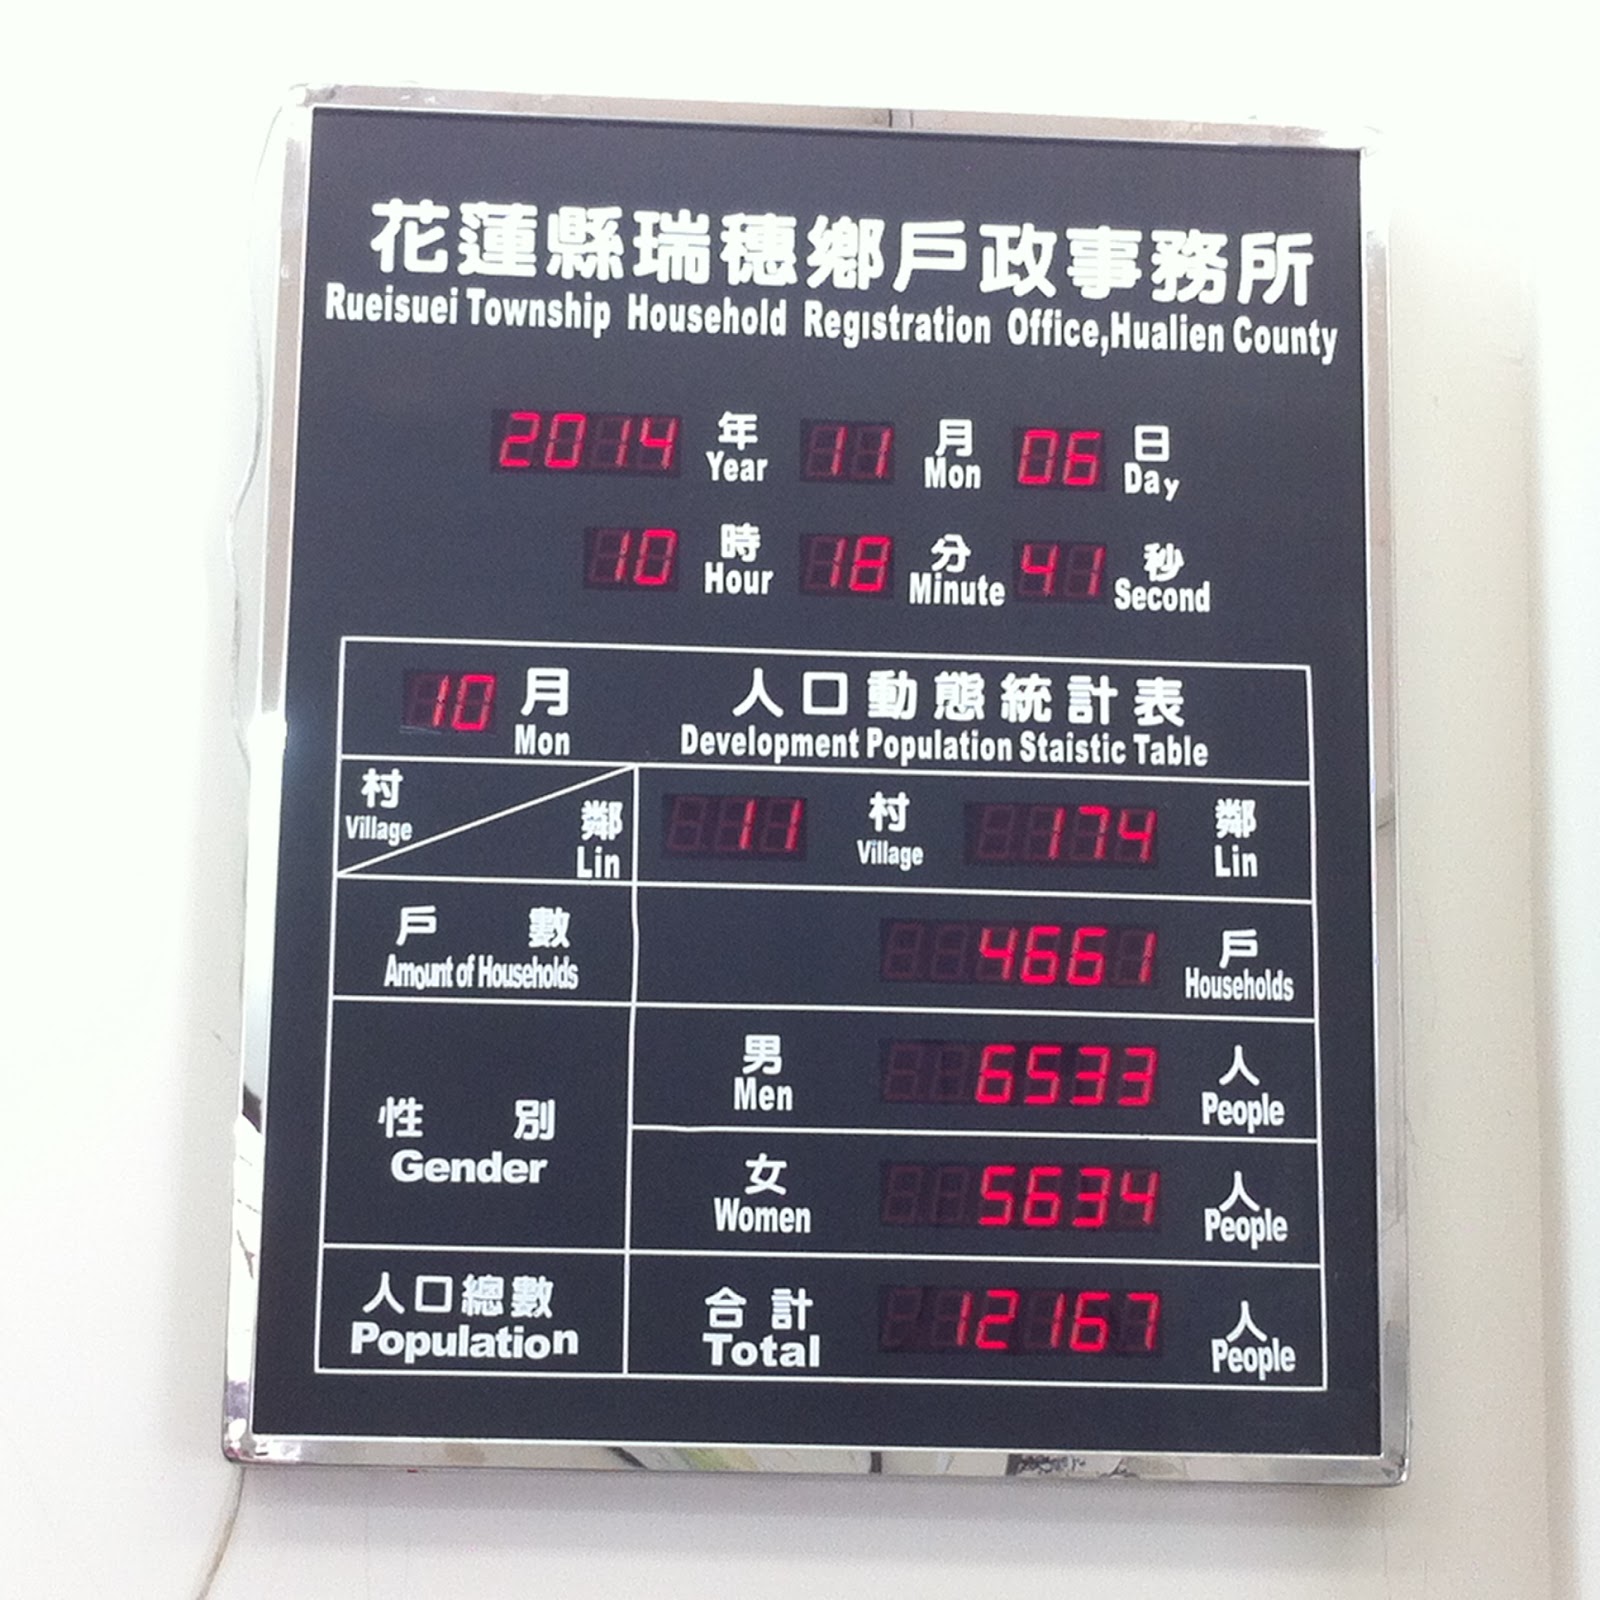 花蓮縣瑞穗鄉戶政事務所
Rueisuei Township Household Registration Office,Hualien County
2014 年 11 月 06 日
Year Mon Day
10 時 18 分 41 秒
Hour Minute Second
10 月 人口動態統計表
Mon Development Population Staistic Table
村 鄰 11 村 174 鄰
Village Lin Village Lin
戶數 4661 戶
Amount of Households Households
男 6533 人
Men People
性別
Gender
女 5634 人
Women People
人口總數 合計 12167 人
Population Total People